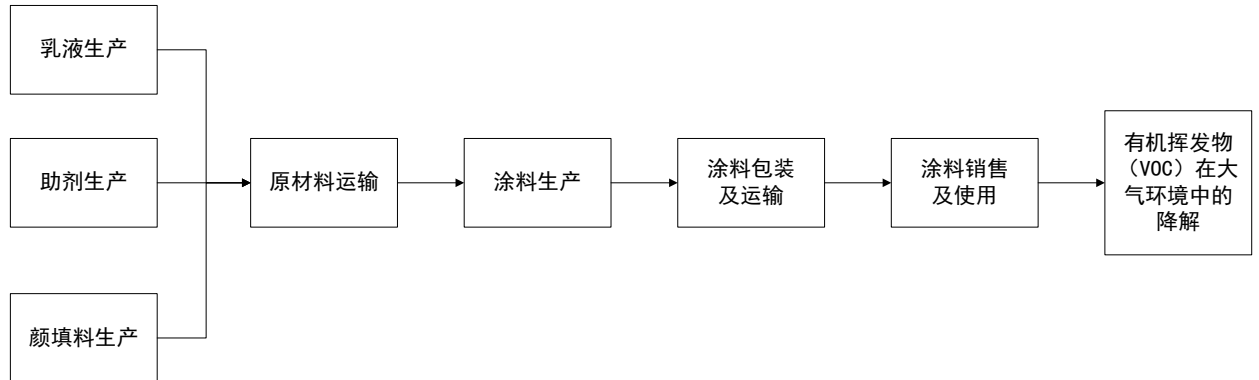 乳液生产
助剂生产
颜填料生产
原材料运输
涂料生产
涂料包装
及运输
涂料销售
及使用
有机挥发物
（VOC）在大
气环境中的
降解